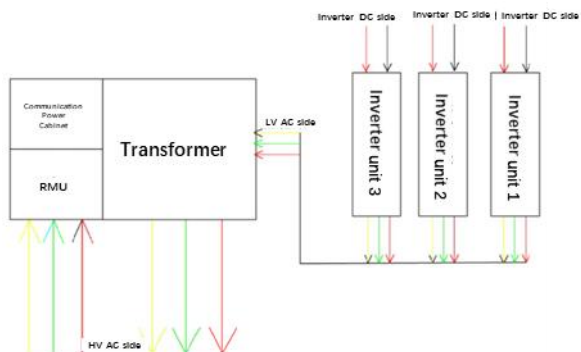 Inverter DC side
Inverter DC side
Inverter DC side
Communication
Power
Cabinet
RMU
Transformer
LV AC side
Inverter unit 3
Inverter unit 2
Inverter unit 1
HV AC side